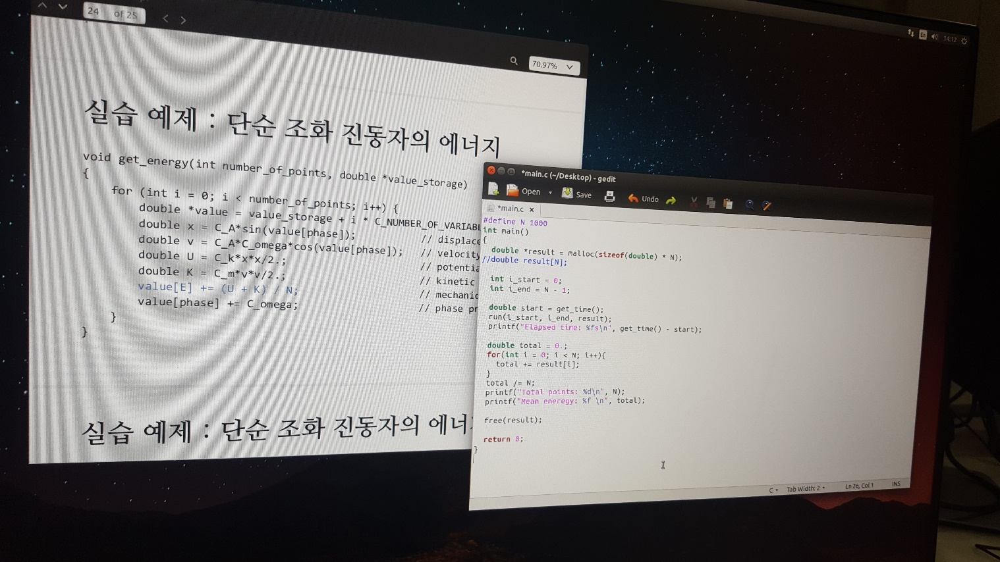 24 of 25
70.97%
En
14:12
실습 예제 : 단순 조화 진동자의 에너지
void get_energy(int number_of_points, double *value_storage)
{
for (int i = 0; i < number_of_points; i++) {
double *value = value_storage + i * C_NUMBER_OF_VARIABL
double x = C_A*sin(value[phase]); // displace
double v = C_A*C_omega*cos(value[phase]); // velocity
double U = C_k*x*x/2.; // potentia
double K = C_m*v*v/2.; // kinetic
value[E] += (U + K) / N; // mechanic
value[phase] += C_omega; // phase pr
}
}
실습 예제 : 단순 조화 진동자의 에너
*main.c (~/Desktop) - gedit
Open Save Undo
*main.c x
#define N 1000
int main()
{
double *result = malloc(sizeof(double) * N);
//double result[N];
int i_start = 0;
int i_end = N - 1;
double start = get_time();
run(i_start, i_end, result);
printf("Elapsed time: %fs\n", get_time() - start);
double total = 0.;
for(int i = 0; i < N; i++){
total += result[i];
}
total /= N;
printf("Total points: %d\n", N);
printf("Mean eneregy: %f \n", total);
free(result);
return 0;
}
C Tab Width: 2 Ln 26, Col 1 INS